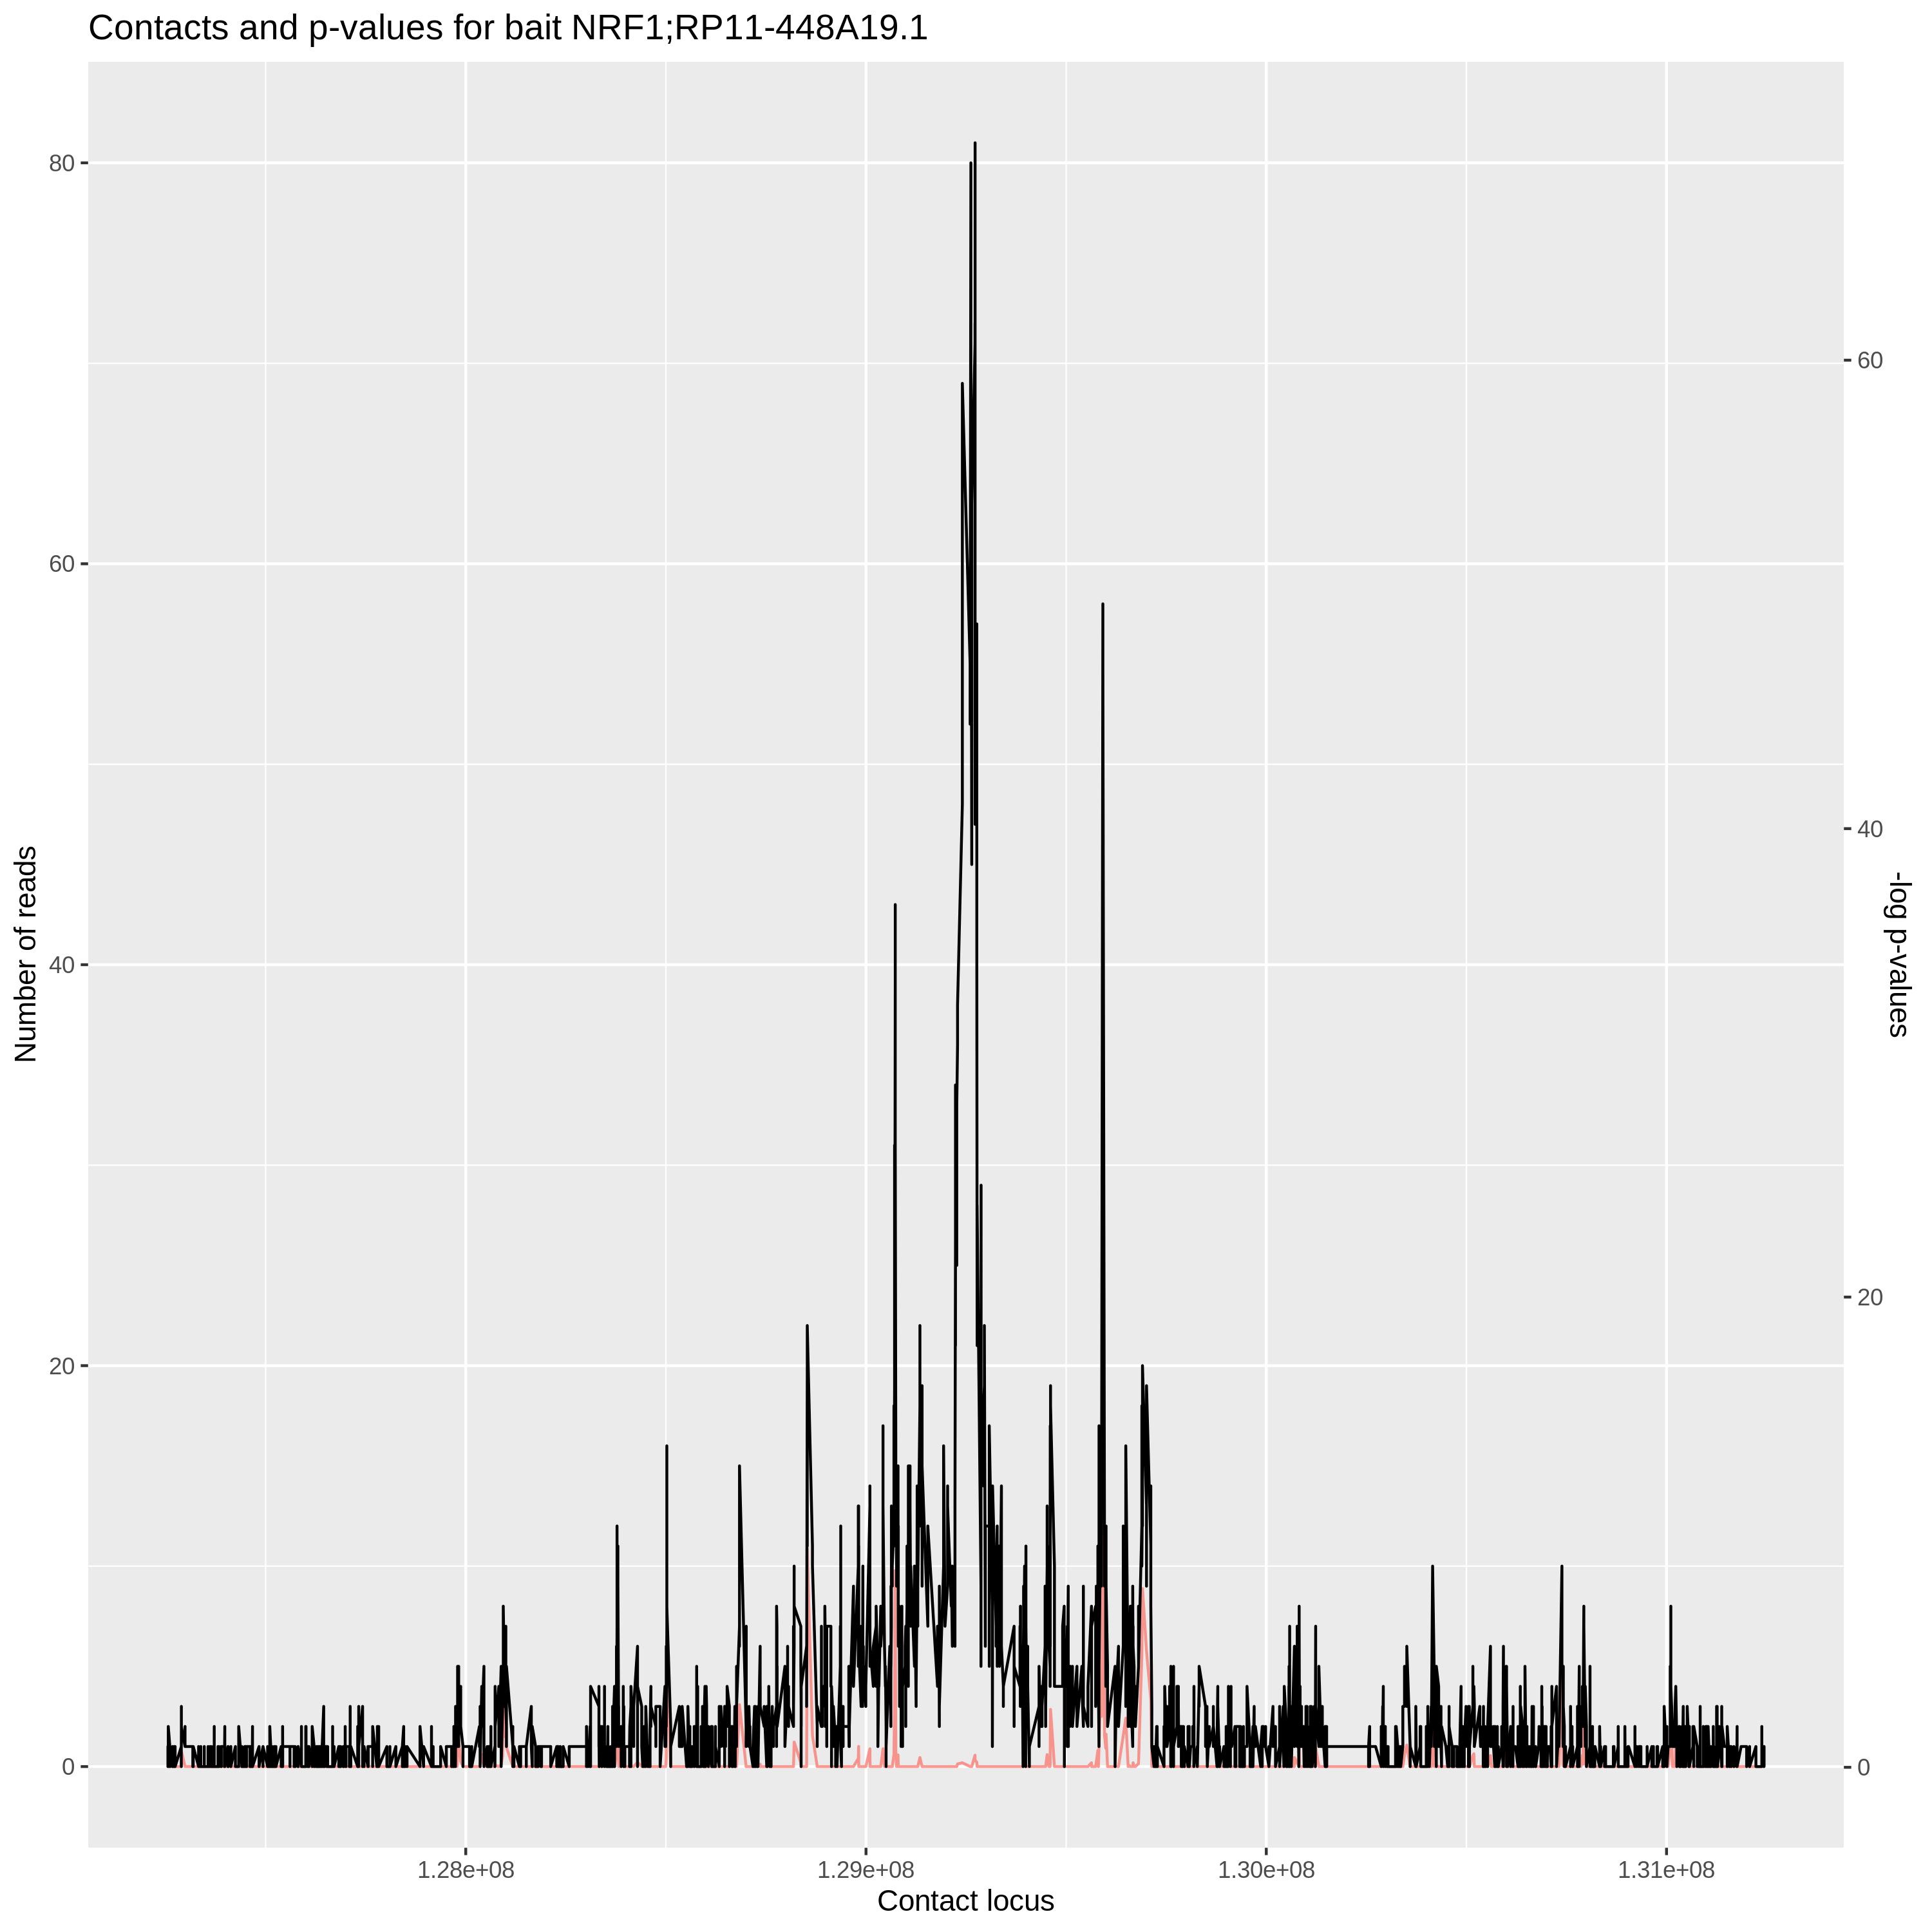 Contacts and p-values for bait NRF1;RP11-448A19.1
80
60
40
20
0
Number of reads
60
40
20
0
-log p-values
1.28e+08
1.29e+08
1.30e+08
1.31e+08
Contact locus